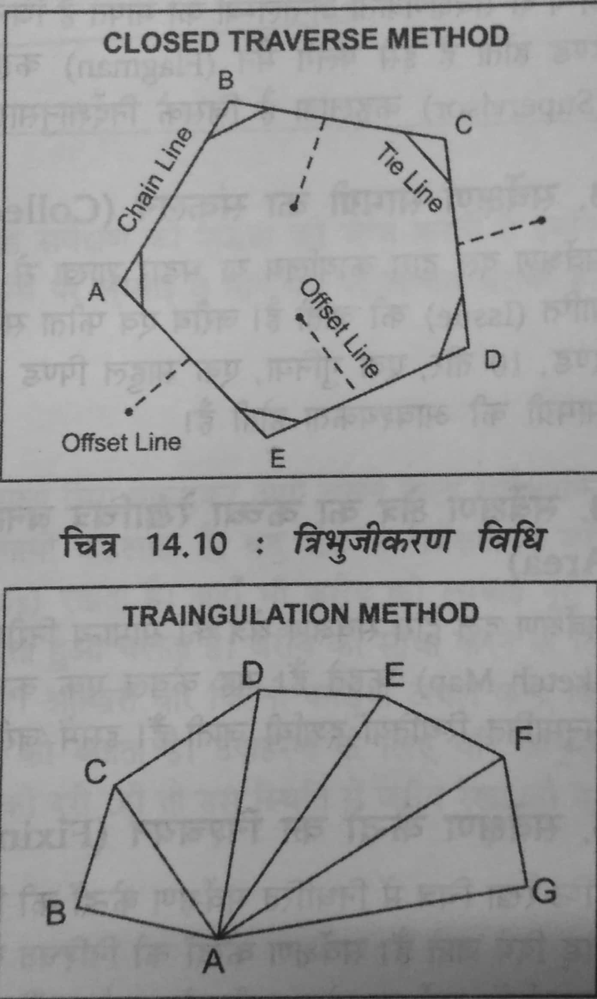 CLOSED TRAVERSE METHOD
B
C
Chain Line
Tie Line
A
Offset Line
D
Offset Line
E
चित्र 14.10 : त्रिभुजीकरण विधि
TRAINGULATION METHOD
D
E
F
C
G
B
A